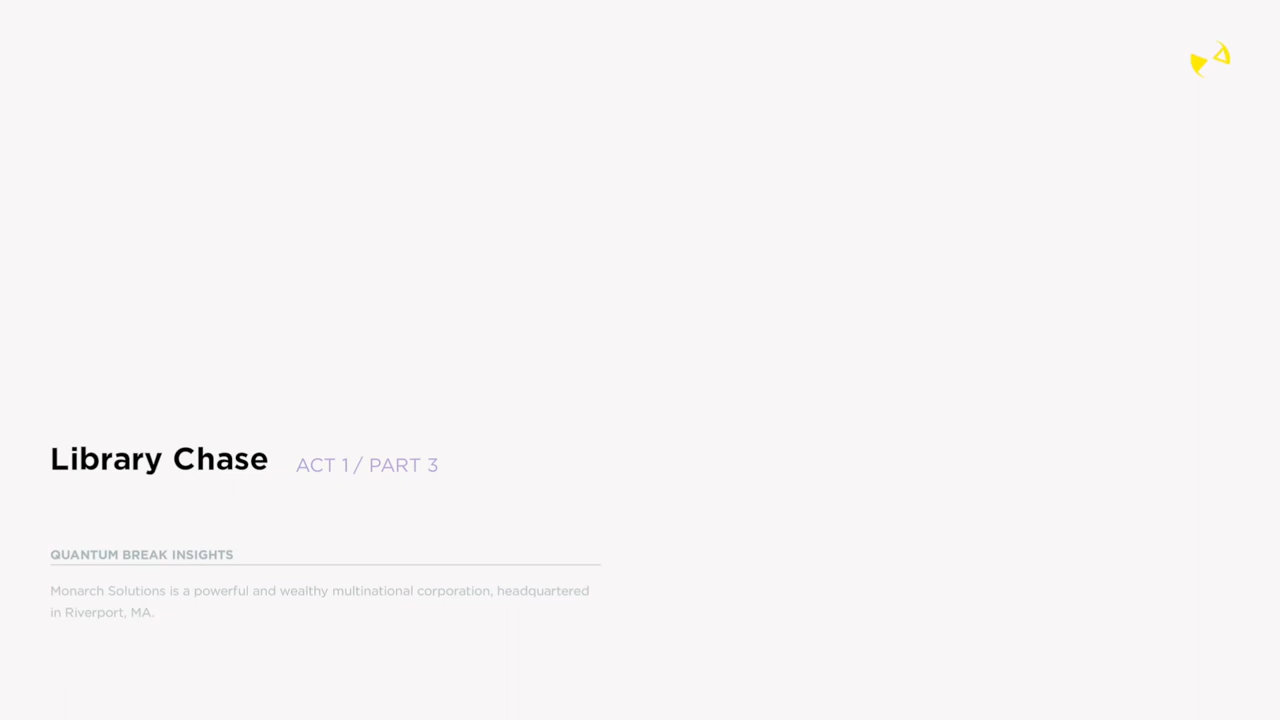 Library Chase ACT 1 / PART 3
QUANTUM BREAK INSIGHTS
Monarch Solutions is a powerful and wealthy multinational corporation, headquartered
in Riverport, MA.